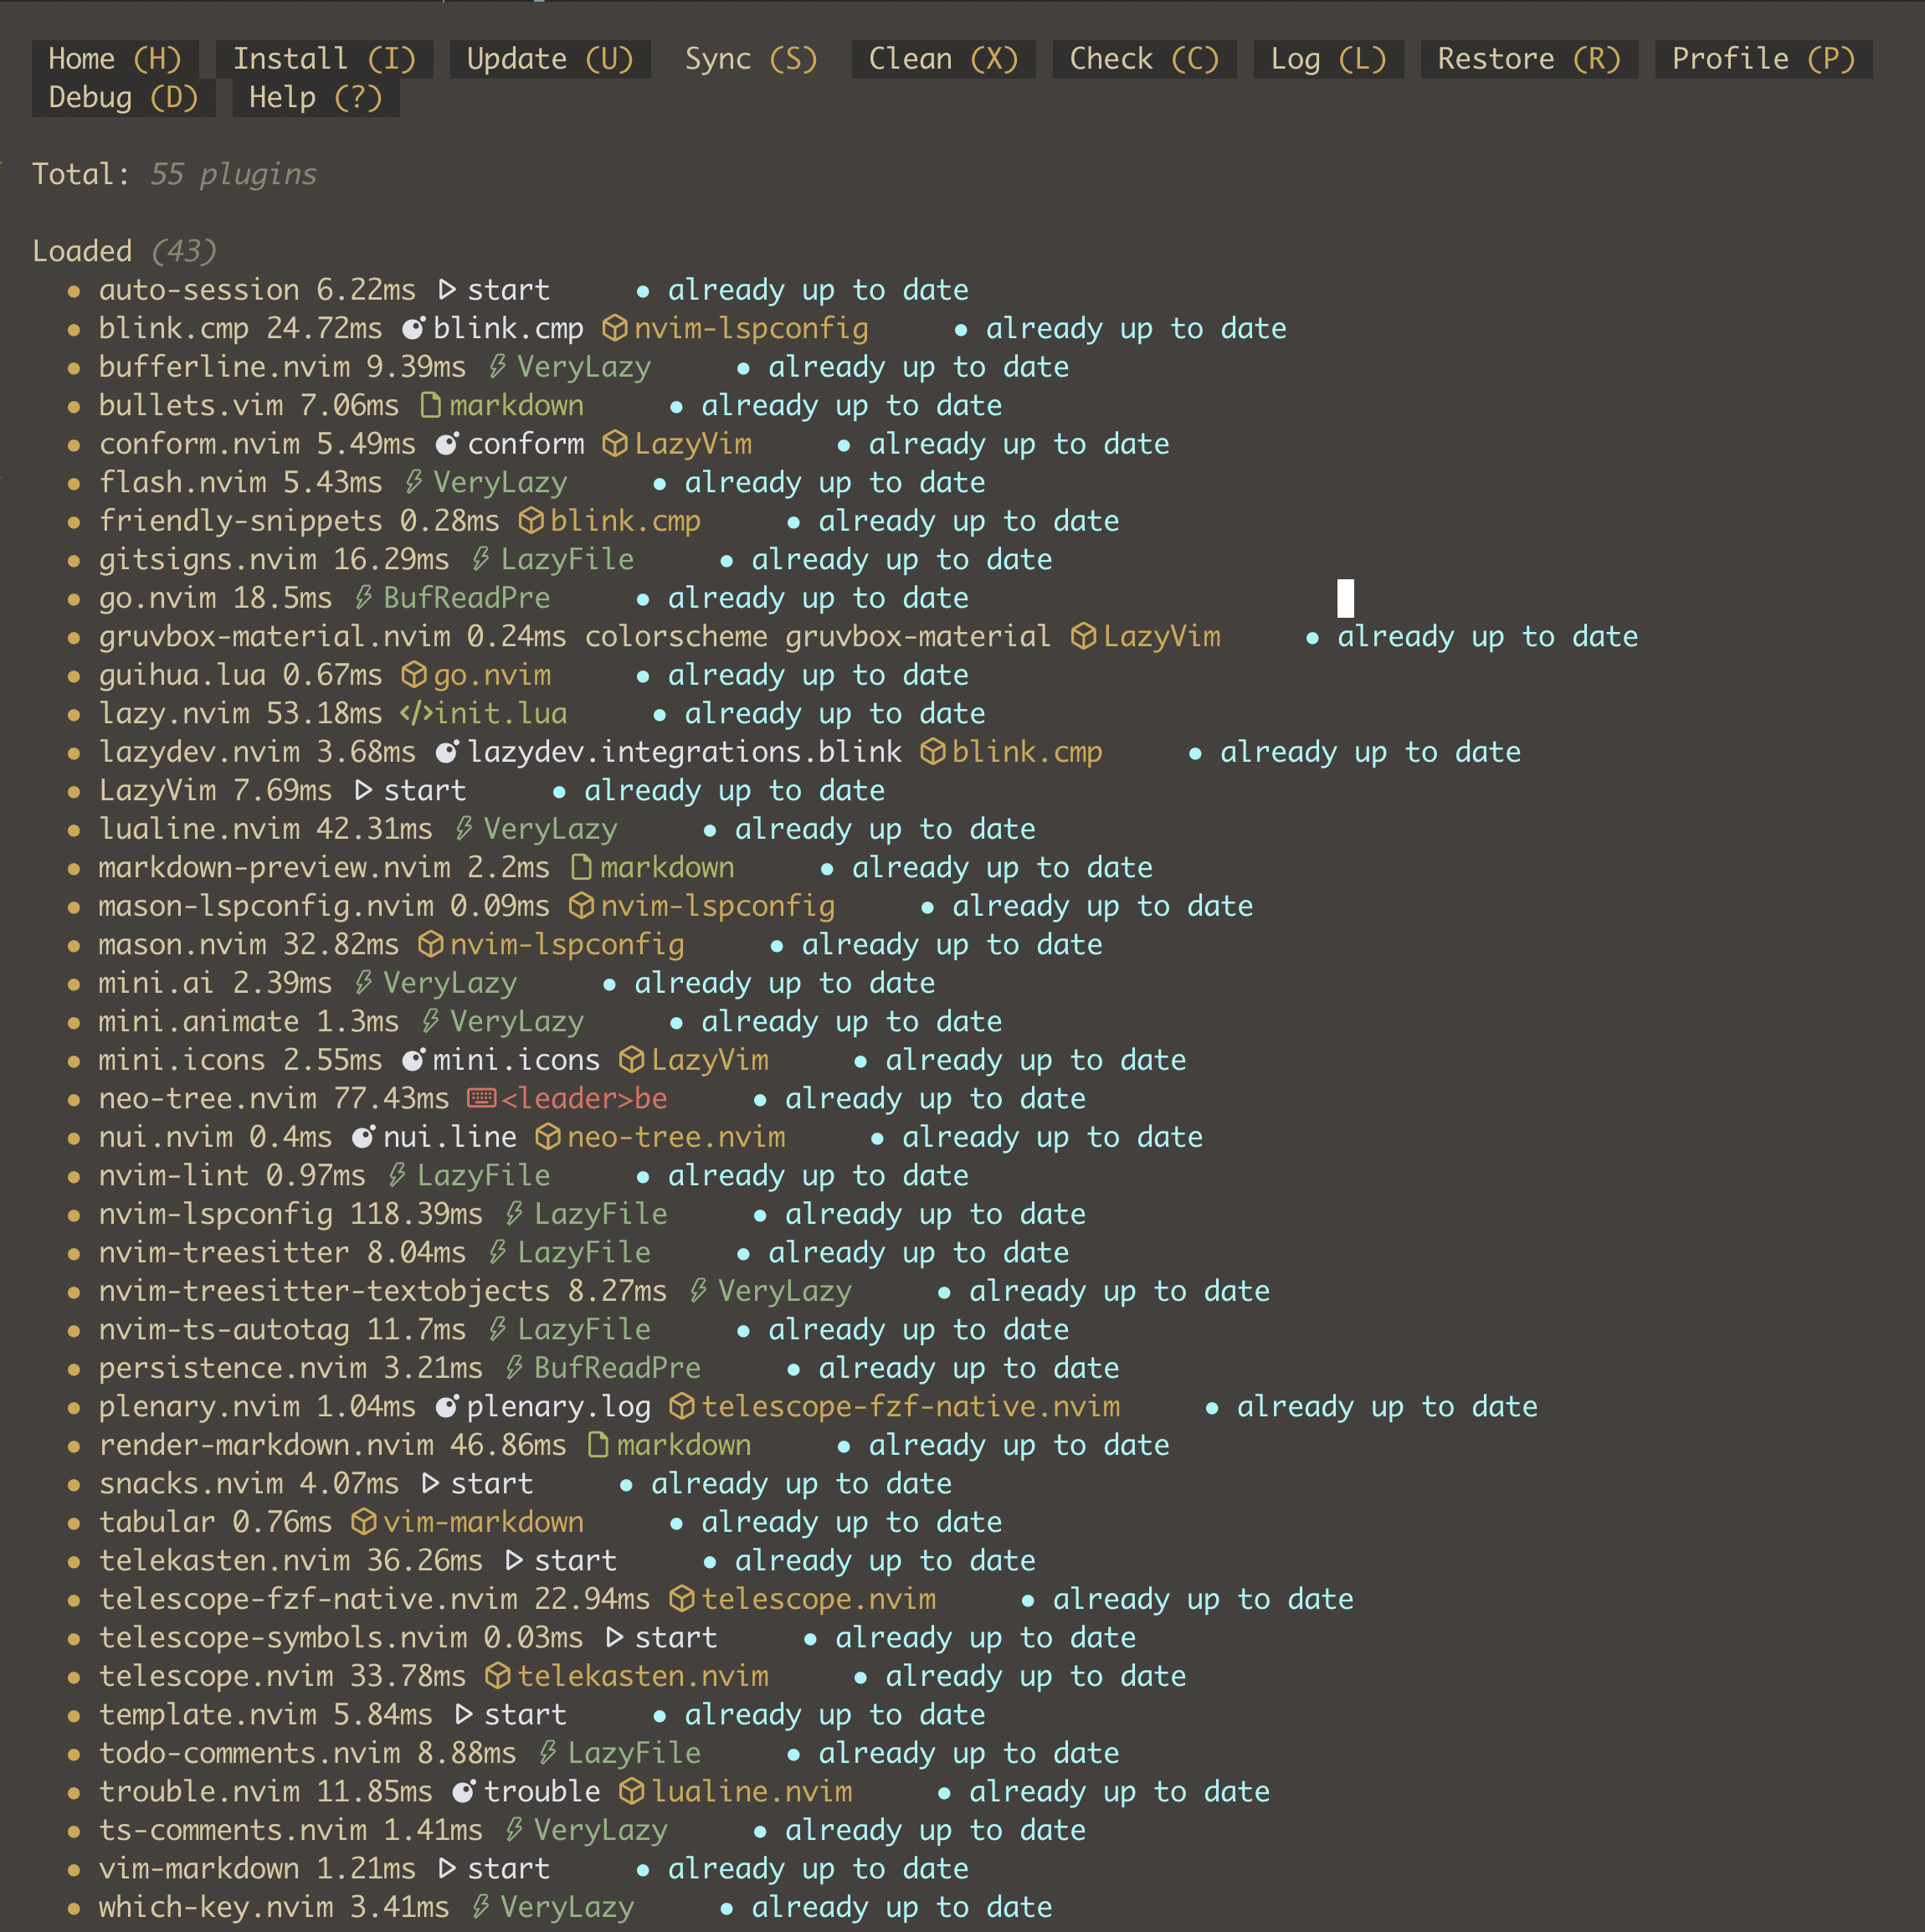 Home (H) Install (I) Update (U) Sync (S) Clean (X) Check (C) Log (L) Restore (R) Profile (P)
Debug (D) Help (?)
Total: 55 plugins
Loaded (43)
● auto-session 6.22ms ▷ start ● already up to date
● blink.cmp 24.72ms blink.cmp nvim-lspconfig ● already up to date
● bufferline.nvim 9.39ms VeryLazy ● already up to date
● bullets.vim 7.06ms markdown ● already up to date
● conform.nvim 5.49ms conform LazyVim ● already up to date
● flash.nvim 5.43ms VeryLazy ● already up to date
● friendly-snippets 0.28ms blink.cmp ● already up to date
● gitsigns.nvim 16.29ms LazyFile ● already up to date
● go.nvim 18.5ms BufReadPre ● already up to date
● gruvbox-material.nvim 0.24ms colorscheme gruvbox-material LazyVim ● already up to date
● guihua.lua 0.67ms go.nvim ● already up to date
● lazy.nvim 53.18ms </> init.lua ● already up to date
● lazydev.nvim 3.68ms lazydev.integrations.blink blink.cmp ● already up to date
● LazyVim 7.69ms ▷ start ● already up to date
● lualine.nvim 42.31ms VeryLazy ● already up to date
● markdown-preview.nvim 2.2ms markdown ● already up to date
● mason-lspconfig.nvim 0.09ms nvim-lspconfig ● already up to date
● mason.nvim 32.82ms nvim-lspconfig ● already up to date
● mini.ai 2.39ms VeryLazy ● already up to date
● mini.animate 1.3ms VeryLazy ● already up to date
● mini.icons 2.55ms mini.icons LazyVim ● already up to date
● neo-tree.nvim 77.43ms <leader>be ● already up to date
● nui.nvim 0.4ms nui.line neo-tree.nvim ● already up to date
● nvim-lint 0.97ms LazyFile ● already up to date
● nvim-lspconfig 118.39ms LazyFile ● already up to date
● nvim-treesitter 8.04ms LazyFile ● already up to date
● nvim-treesitter-textobjects 8.27ms VeryLazy ● already up to date
● nvim-ts-autotag 11.7ms LazyFile ● already up to date
● persistence.nvim 3.21ms BufReadPre ● already up to date
● plenary.nvim 1.04ms plenary.log telescope-fzf-native.nvim ● already up to date
● render-markdown.nvim 46.86ms markdown ● already up to date
● snacks.nvim 4.07ms ▷ start ● already up to date
● tabular 0.76ms vim-markdown ● already up to date
● telekasten.nvim 36.26ms ▷ start ● already up to date
● telescope-fzf-native.nvim 22.94ms telescope.nvim ● already up to date
● telescope-symbols.nvim 0.03ms ▷ start ● already up to date
● telescope.nvim 33.78ms telekasten.nvim ● already up to date
● template.nvim 5.84ms ▷ start ● already up to date
● todo-comments.nvim 8.88ms LazyFile ● already up to date
● trouble.nvim 11.85ms trouble lualine.nvim ● already up to date
● ts-comments.nvim 1.41ms VeryLazy ● already up to date
● vim-markdown 1.21ms ▷ start ● already up to date
● which-key.nvim 3.41ms VeryLazy ● already up to date